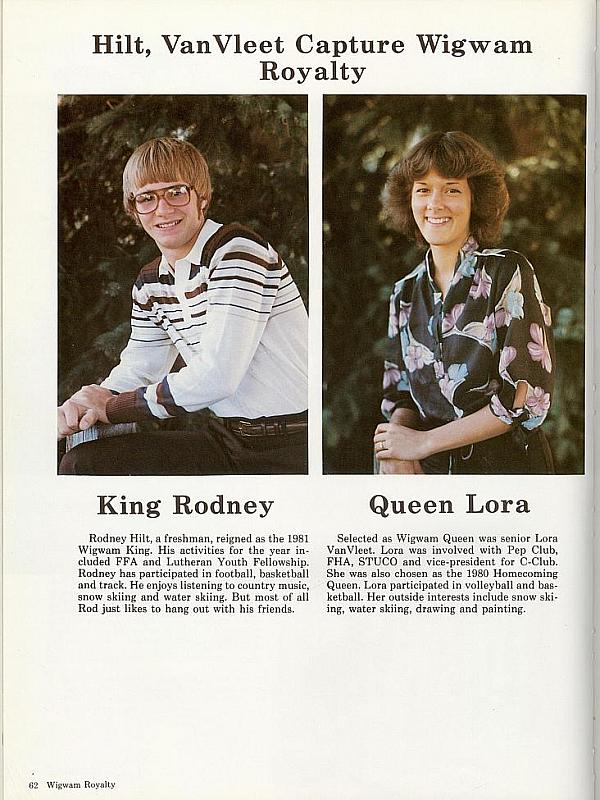 Hilt, VanVleet Capture Wigwam
Royalty
King Rodney
Rodney Hilt, a freshman, reigned as the 1981
Wigwam King. His activities for the year in-
cluded FFA and Lutheran Youth Fellowship.
Rodney has participated in football, basketball
and track. He enjoys listening to country music,
snow skiing and water skiing. But most of all
Rod just likes to hang out with his friends.
Queen Lora
Selected as Wigwam Queen was senior Lora
VanVleet. Lora was involved with Pep Club,
FHA, STUCO and vice-president for C-Club.
She was also chosen as the 1980 Homecoming
Queen. Lora participated in volleyball and bas-
ketball. Her outside interests include snow ski-
ing, water skiing, drawing and painting.
62 Wigwam Royalty